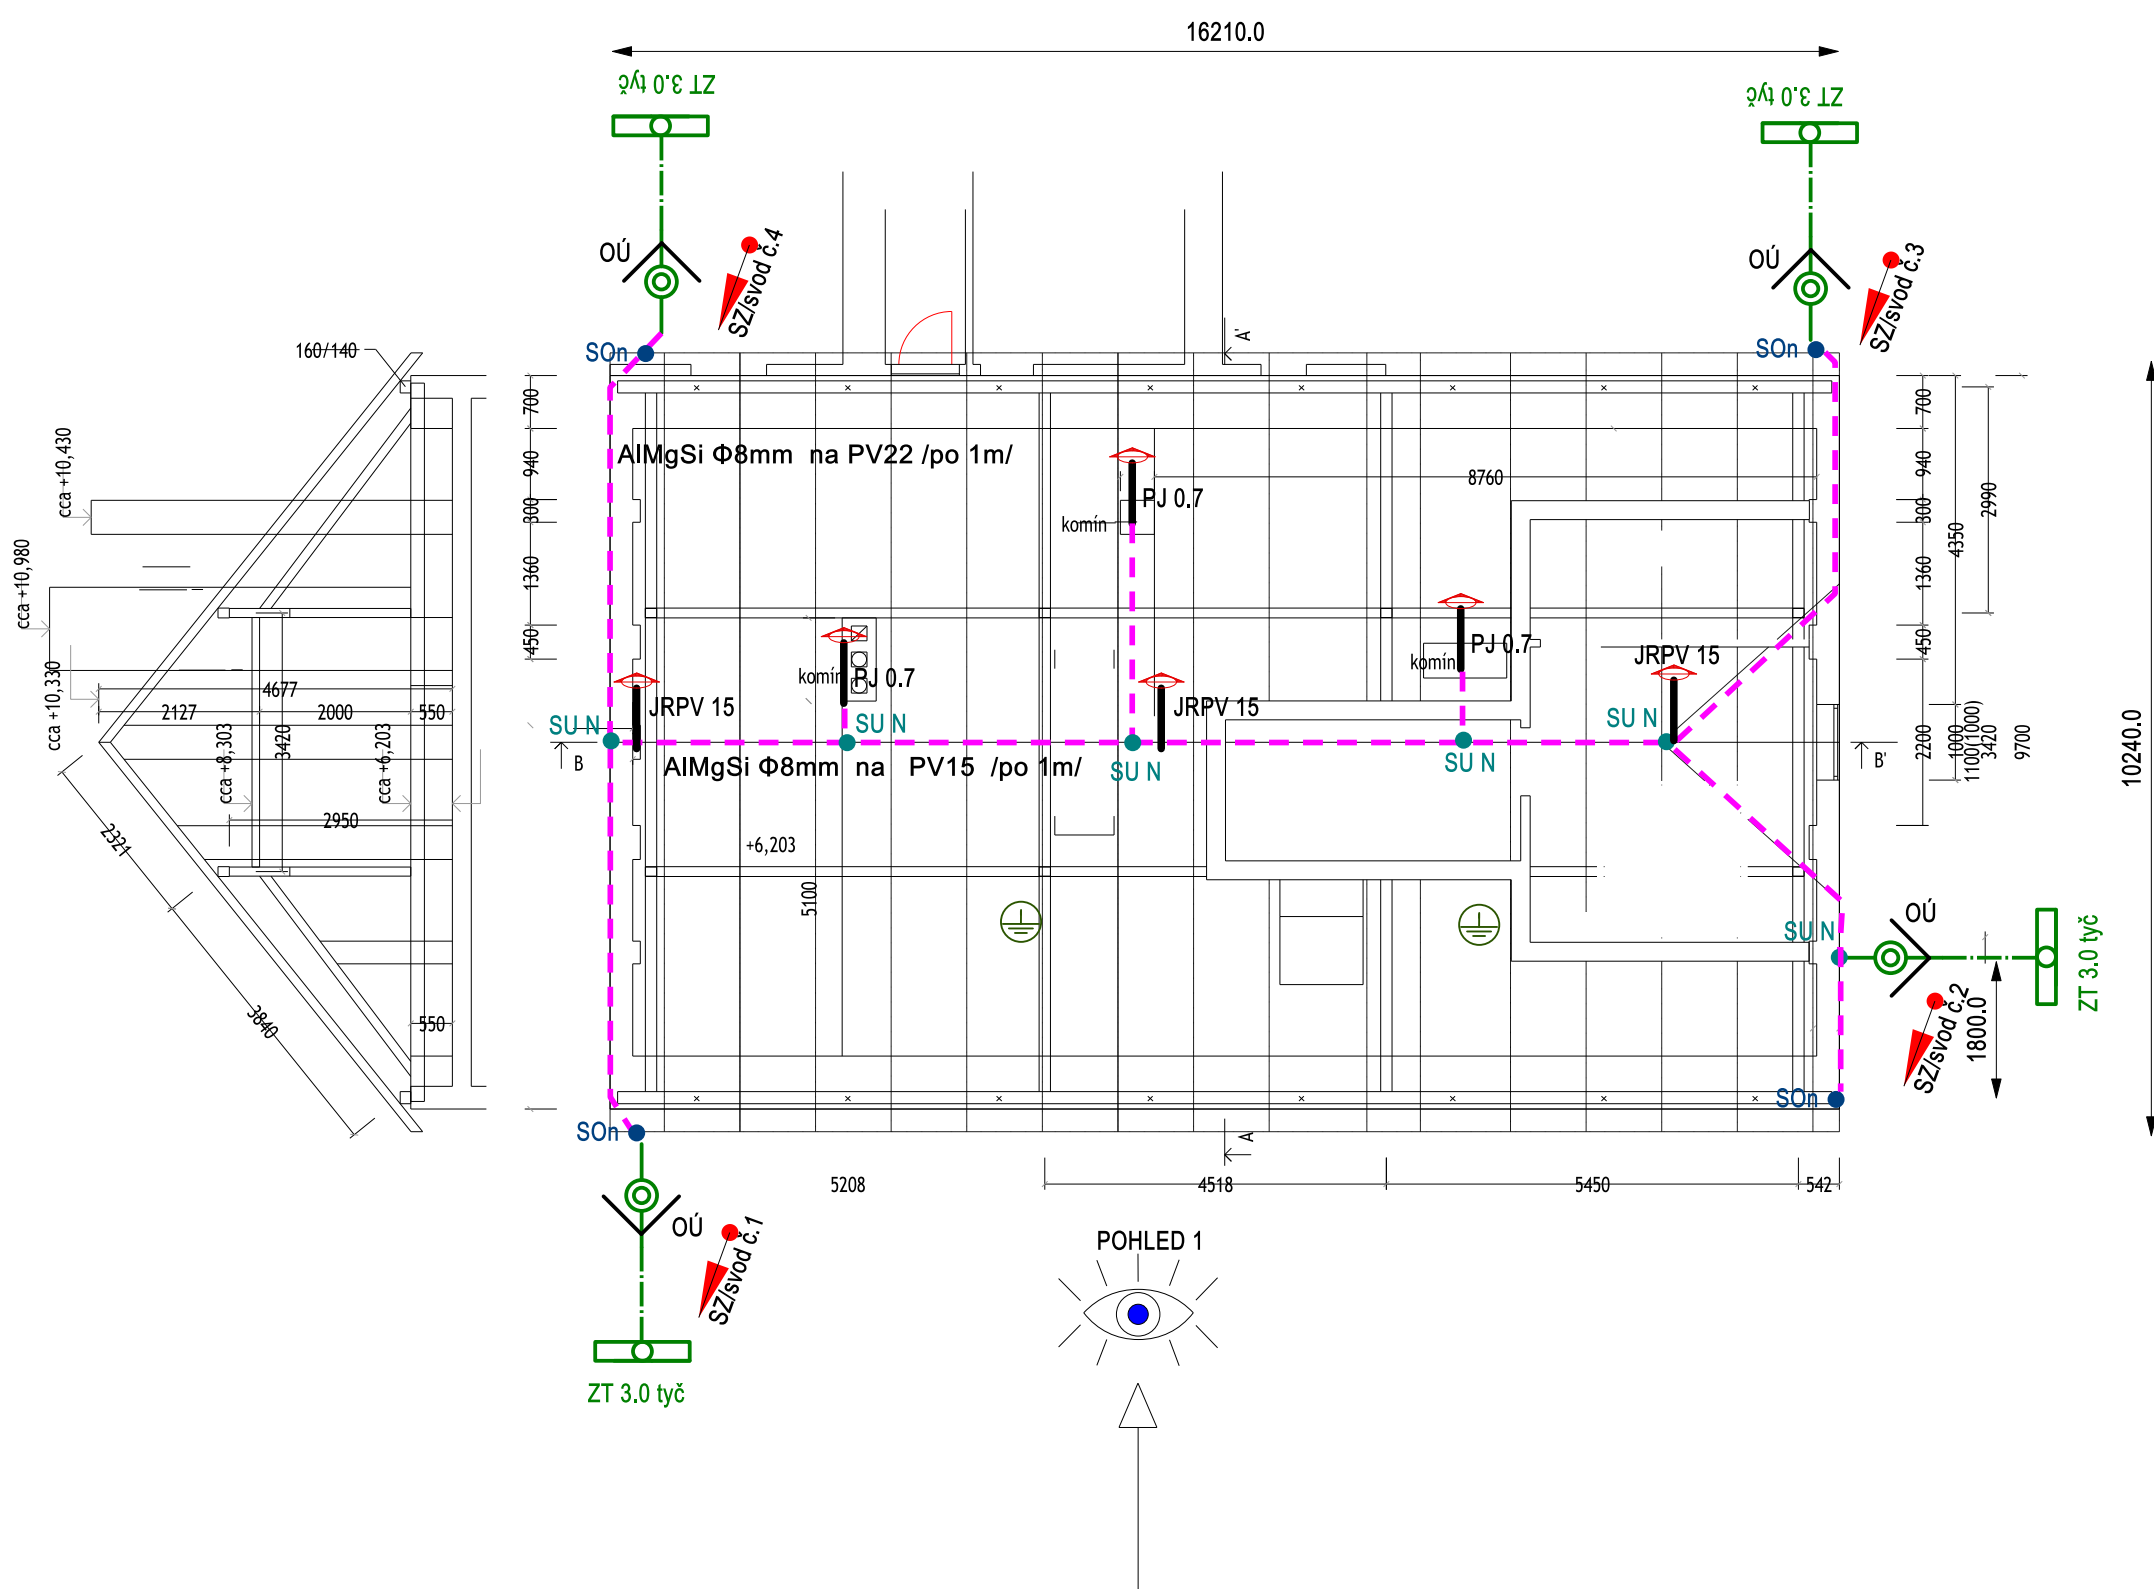 16210.0
ZT 3.0 tyč
ZT 3.0 tyč
OÚ
SZ/svod č.4
OÚ
SZ/svod č.3
SOn
A'
SOn
160/140
700
940
300
1360
450
cca +10,430
cca +10,980
cca +10,330
4677
2127
2000
550
cca +8,303
3420
cca +6,203
2950
2321
3840
550
AlMgSi Φ8mm na PV22 /po 1m/
PJ 0.7
komín
8760
komín
PJ 0.7
komín
PJ 0.7
JRPV 15
JRPV 15
JRPV 15
SU N
SU N
SU N
SU N
SU N
B
B'
AlMgSi Φ8mm na PV15 /po 1m/
+6,203
5100
700
940
300
1360
450
2200
4350
1000
1100(1000)
2990
3420
9700
10240.0
SU N
OÚ
ZT 3.0 tyč
SZ/svod č.2
1800.0
SOn
SOn
A
5208
4518
5450
542
OÚ
SZ/svod č.1
ZT 3.0 tyč
POHLED 1